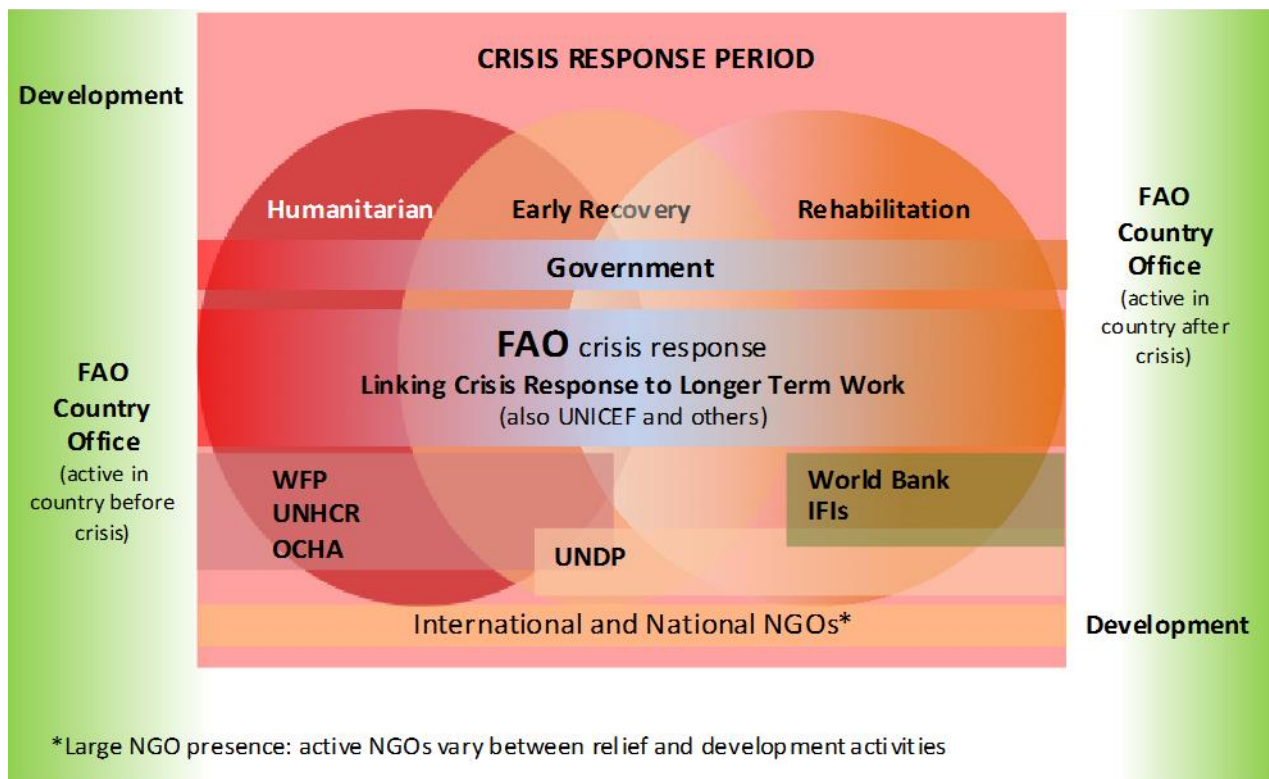 CRISIS RESPONSE PERIOD
Development
Humanitarian
Early Recovery
Rehabilitation
Government
FAO crisis response
Linking Crisis Response to Longer Term Work
(also UNICEF and others)
FAO
Country
Office
(active in
country before
crisis)
FAO
Country
Office
(active in
country after
crisis)
WFP
UNHCR
OCHA
UNDP
World Bank
IFIs
International and National NGOs*
Development
*Large NGO presence: active NGOs vary between relief and development activities